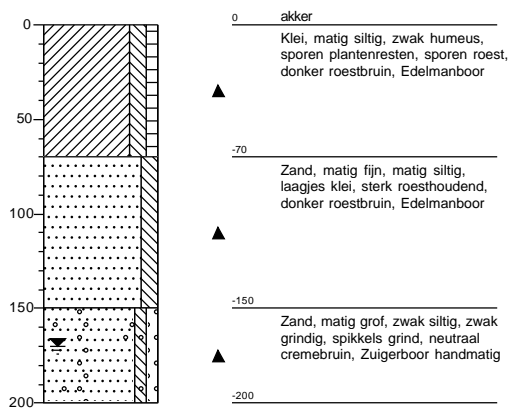 0
50
100
150
200
0 akker
Klei, matig siltig, zwak humeus,
sporen plantenresten, sporen roest,
donker roestbruin, Edelmanboor
-70
Zand, matig fijn, matig siltig,
laagjes klei, sterk roesthoudend,
donker roestbruin, Edelmanboor
-150
Zand, matig grof, zwak siltig, zwak
grindig, spikkels grind, neutraal
cremebruin, Zuigerboor handmatig
-200